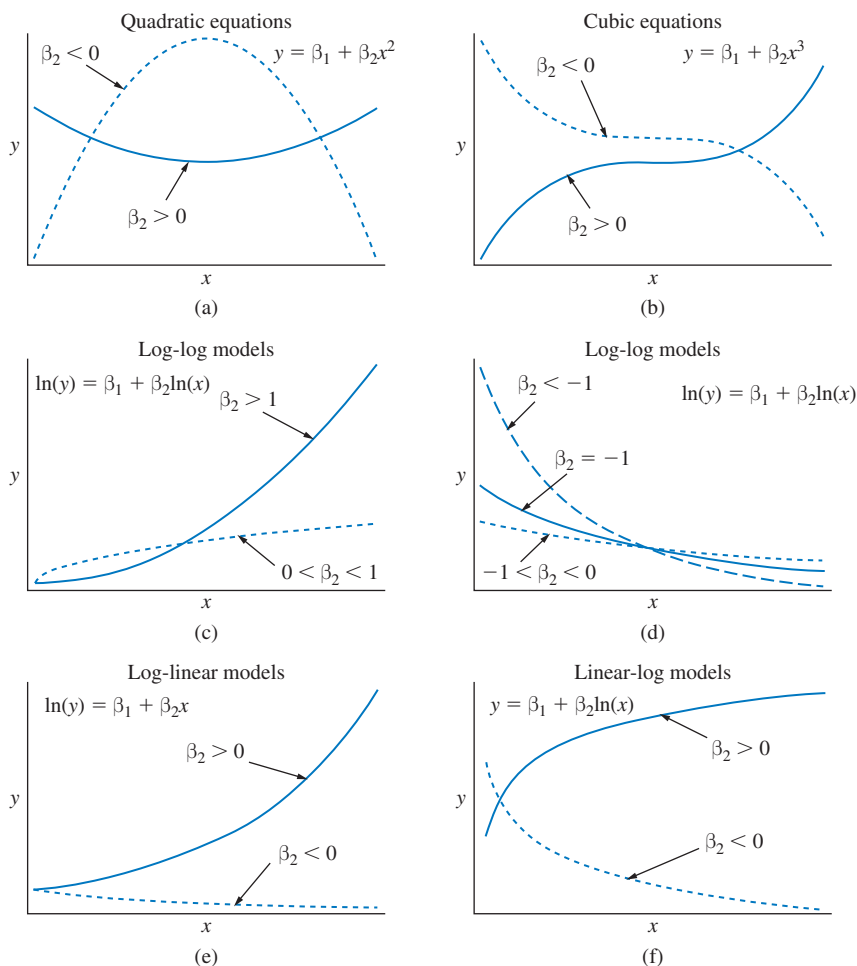 Quadratic equations
β₂ < 0
y = β₁ + β₂x²
y
β₂ > 0
x
(a)
Cubic equations
β₂ < 0
y = β₁ + β₂x³
y
β₂ > 0
x
(b)
Log-log models
ln(y) = β₁ + β₂ln(x)
β₂ > 1
y
0 < β₂ < 1
x
(c)
Log-log models
β₂ < −1
ln(y) = β₁ + β₂ln(x)
β₂ = −1
y
−1 < β₂ < 0
x
(d)
Log-linear models
ln(y) = β₁ + β₂x
β₂ > 0
y
β₂ < 0
x
(e)
Linear-log models
y = β₁ + β₂ln(x)
β₂ > 0
y
β₂ < 0
x
(f)